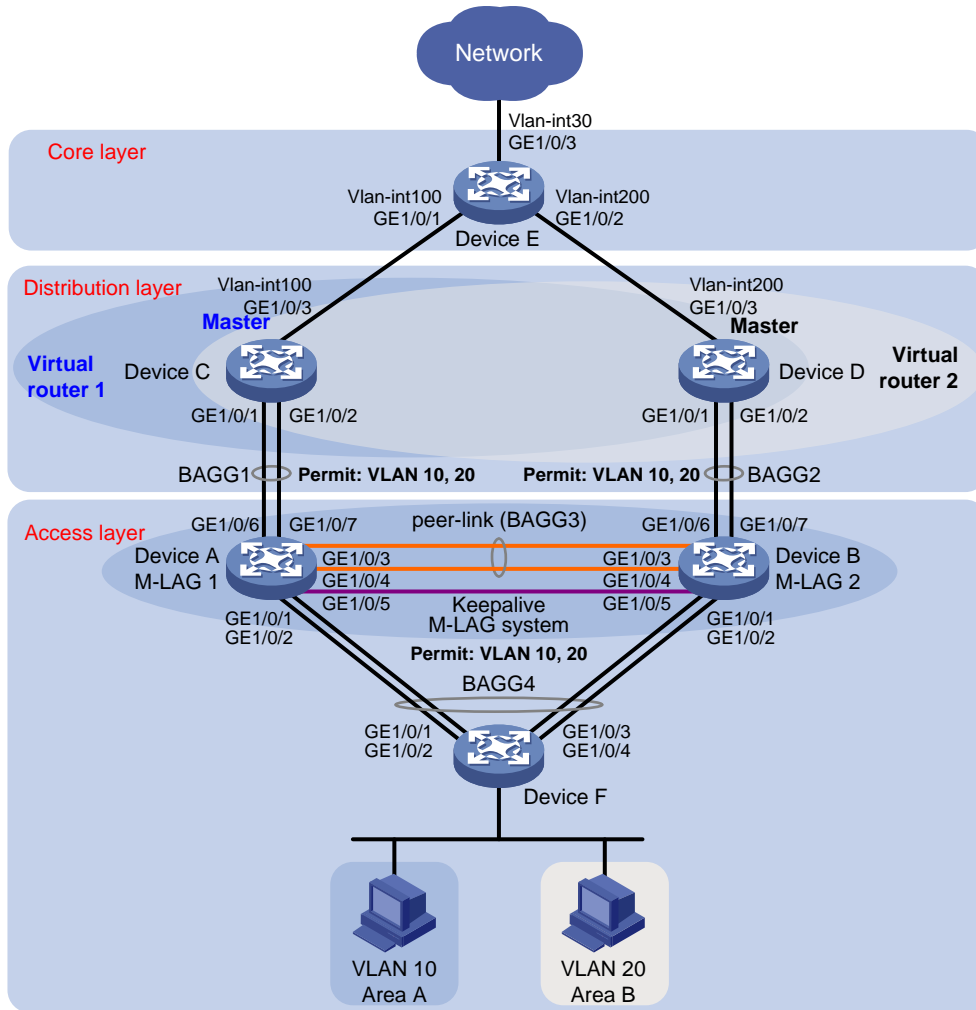 Network
Vlan-int30
GE1/0/3
Core layer
Vlan-int100
GE1/0/1
Vlan-int200
GE1/0/2
Device E
Distribution layer
Vlan-int100
GE1/0/3
Vlan-int200
GE1/0/3
Master
Master
Virtual
router 1
Device C
Device D
Virtual
router 2
GE1/0/1
GE1/0/2
GE1/0/1
GE1/0/2
BAGG1
Permit: VLAN 10, 20
Permit: VLAN 10, 20
BAGG2
Access layer
GE1/0/6
GE1/0/7
peer-link (BAGG3)
GE1/0/6
GE1/0/7
Device A
M-LAG 1
GE1/0/3
GE1/0/3
Device B
M-LAG 2
GE1/0/4
GE1/0/4
GE1/0/5
GE1/0/5
Keepalive
M-LAG system
GE1/0/1
GE1/0/2
GE1/0/1
GE1/0/2
Permit: VLAN 10, 20
BAGG4
GE1/0/1
GE1/0/2
GE1/0/3
GE1/0/4
Device F
VLAN 10
Area A
VLAN 20
Area B